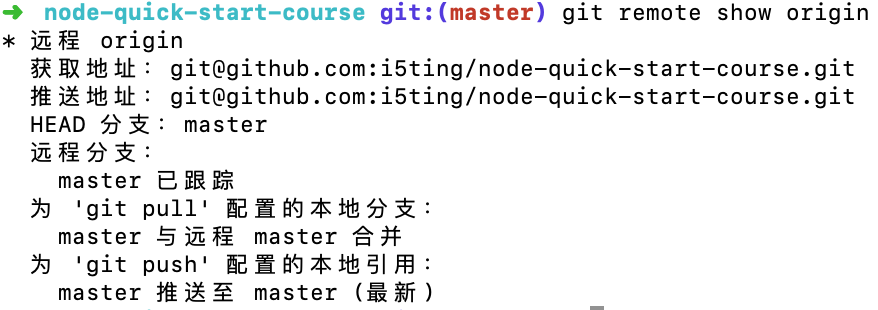 ➜ node-quick-start-course git:(master) git remote show origin
* 远程 origin
获取地址：git@github.com:i5ting/node-quick-start-course.git
推送地址：git@github.com:i5ting/node-quick-start-course.git
HEAD 分支：master
远程分支：
master 已跟踪
为 'git pull' 配置的本地分支：
master 与远程 master 合并
为 'git push' 配置的本地引用：
master 推送至 master (最新)